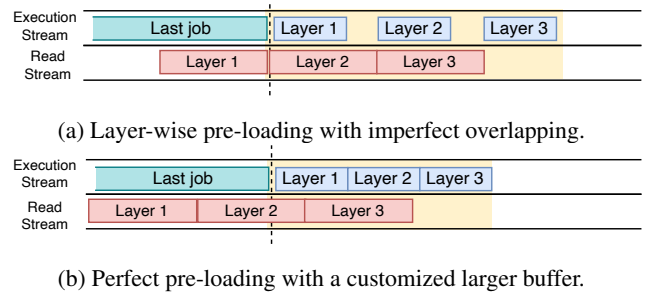 Execution
Stream
Last job
Layer 1
Layer 2
Layer 3
Read
Stream
Layer 1
Layer 2
Layer 3
(a) Layer-wise pre-loading with imperfect overlapping.
Execution
Stream
Last job
Layer 1
Layer 2
Layer 3
Read
Stream
Layer 1
Layer 2
Layer 3
(b) Perfect pre-loading with a customized larger buffer.